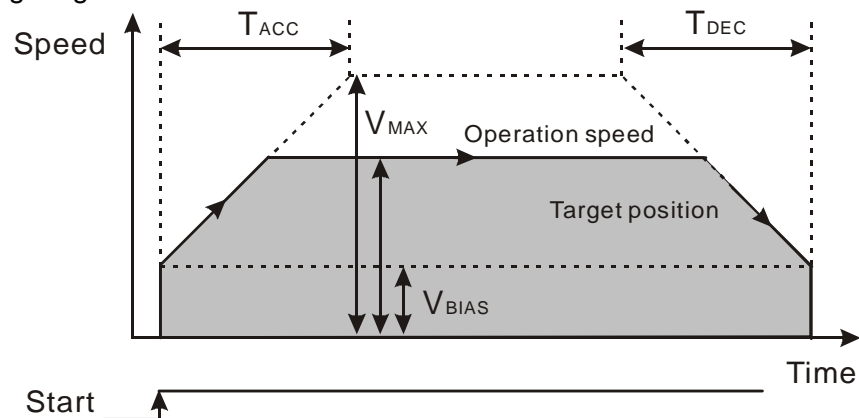 TACC
TDEC
Speed
VMAX
Operation speed
Target position
VBIAS
Time
Start